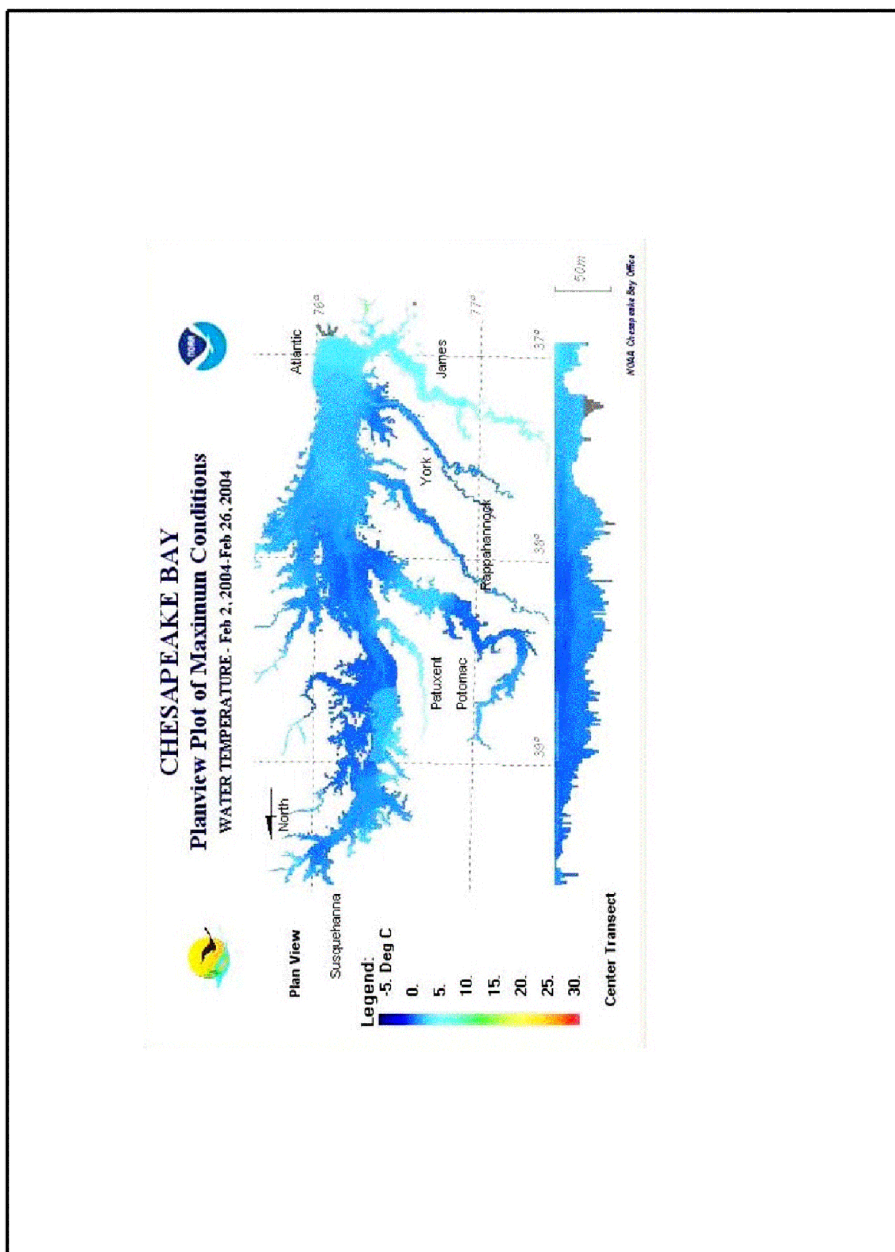 CHESAPEAKE BAY
Planview Plot of Maximum Conditions
WATER TEMPERATURE - Feb 2, 2004-Feb 26, 2004
noaa
Plan View
North
Susquehanna
Atlantic
76°
Patuxent
Potomac
Rappahannock
York
James
77°
39°
38°
37°
Legend:
-5. Deg C
0.
5.
10.
15.
20.
25.
30.
50m
Center Transect
NOAA Chesapeake Bay Office